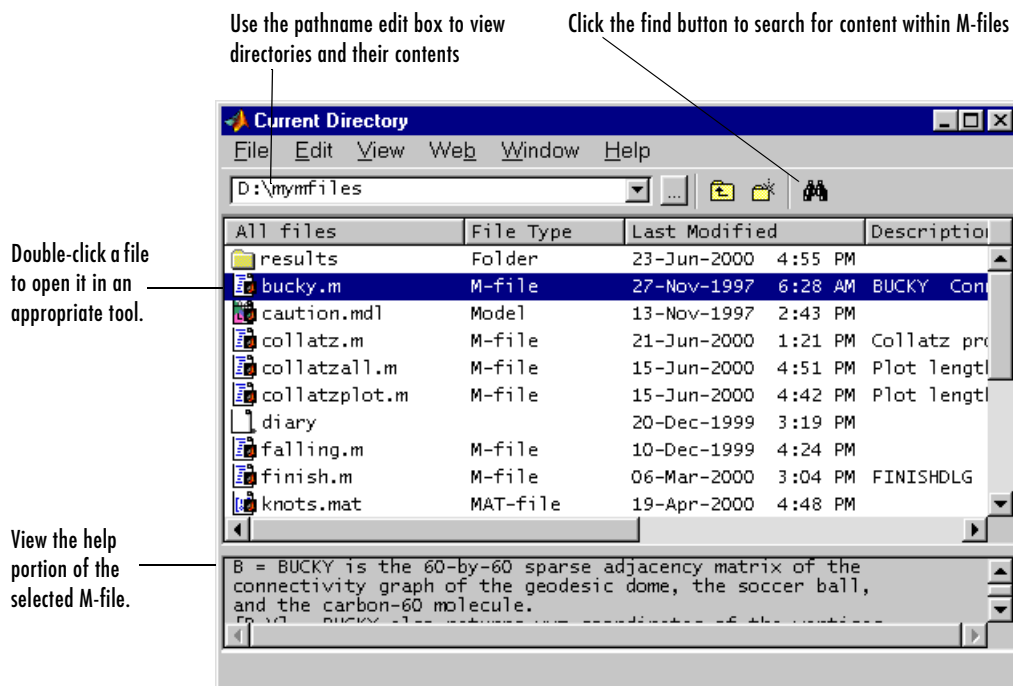 Use the pathname edit box to view
directories and their contents
Click the find button to search for content within M-files
Current Directory
File Edit View Web Window Help
D:\mymfiles
...
All files File Type Last Modified Description
results Folder 23-Jun-2000 4:55 PM
bucky.m M-file 27-Nov-1997 6:28 AM BUCKY
caution.mdl Model 13-Nov-1997 2:43 PM
collatz.m M-file 21-Jun-2000 1:21 PM Collatz
collatzall.m M-file 15-Jun-2000 4:51 PM Plot
collatzplot.m M-file 15-Jun-2000 4:42 PM Plot
diary 20-Dec-1999 3:19 PM
falling.m M-file 10-Dec-1999 4:24 PM
finish.m M-file 06-Mar-2000 3:04 PM FINISHDLG
knots.mat MAT-file 19-Apr-2000 4:48 PM
Double-click a file
to open it in an
appropriate tool.
View the help
portion of the
selected M-file.
B = BUCKY is the 60-by-60 sparse adjacency matrix of the
connectivity graph of the geodesic dome, the soccer ball,
and the carbon-60 molecule.